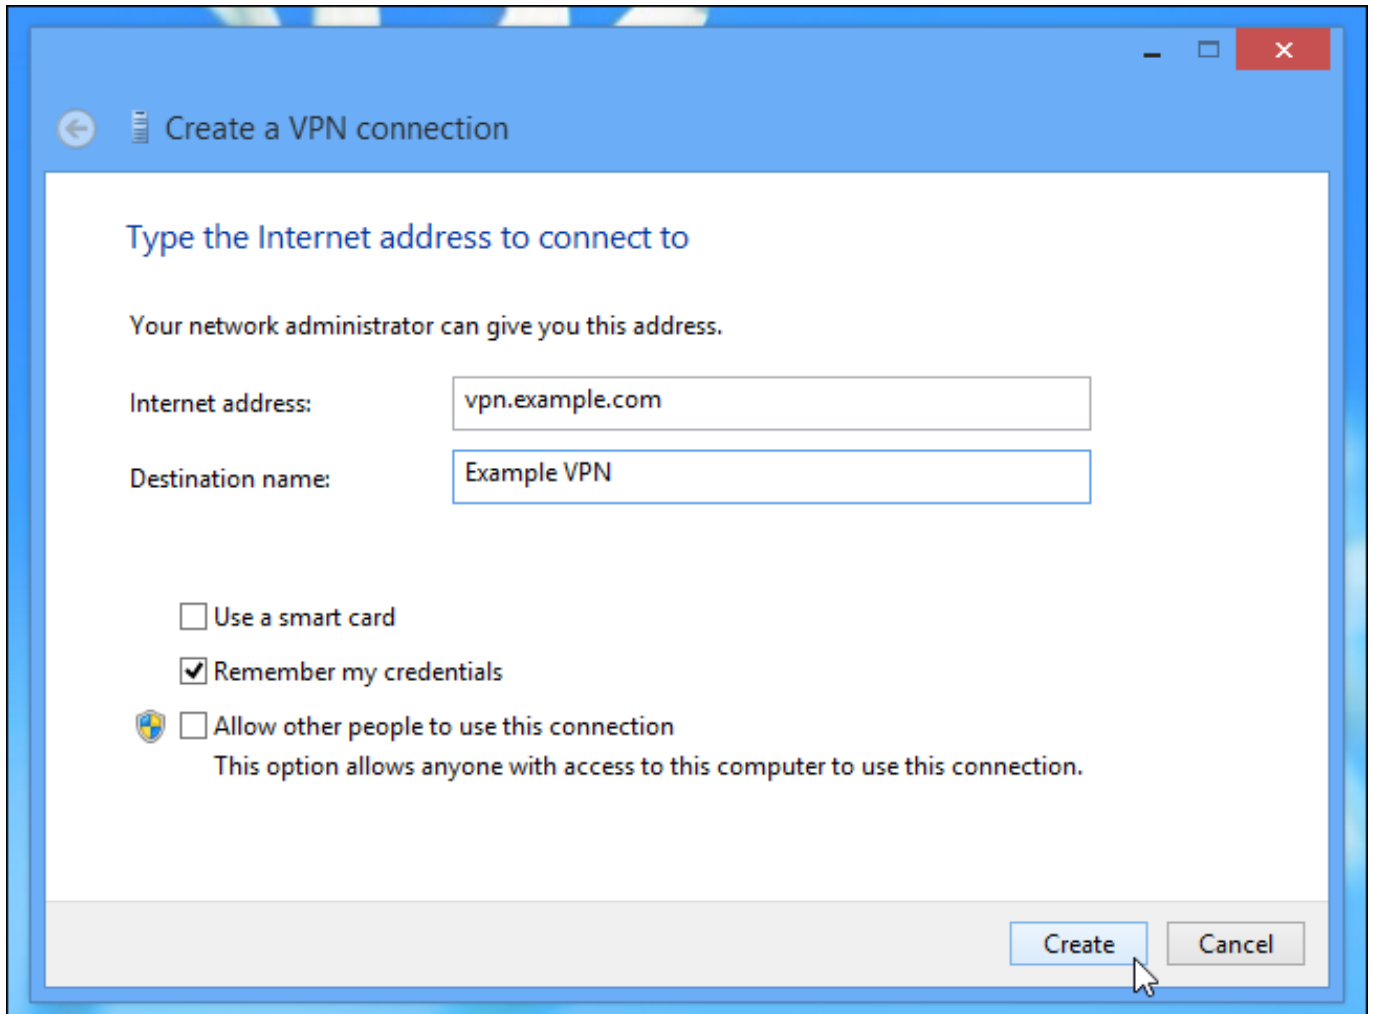 Create a VPN connection
Type the Internet address to connect to
Your network administrator can give you this address.
Internet address: vpn.example.com
Destination name: Example VPN
Use a smart card
Remember my credentials
Allow other people to use this connection
This option allows anyone with access to this computer to use this connection.
Create Cancel